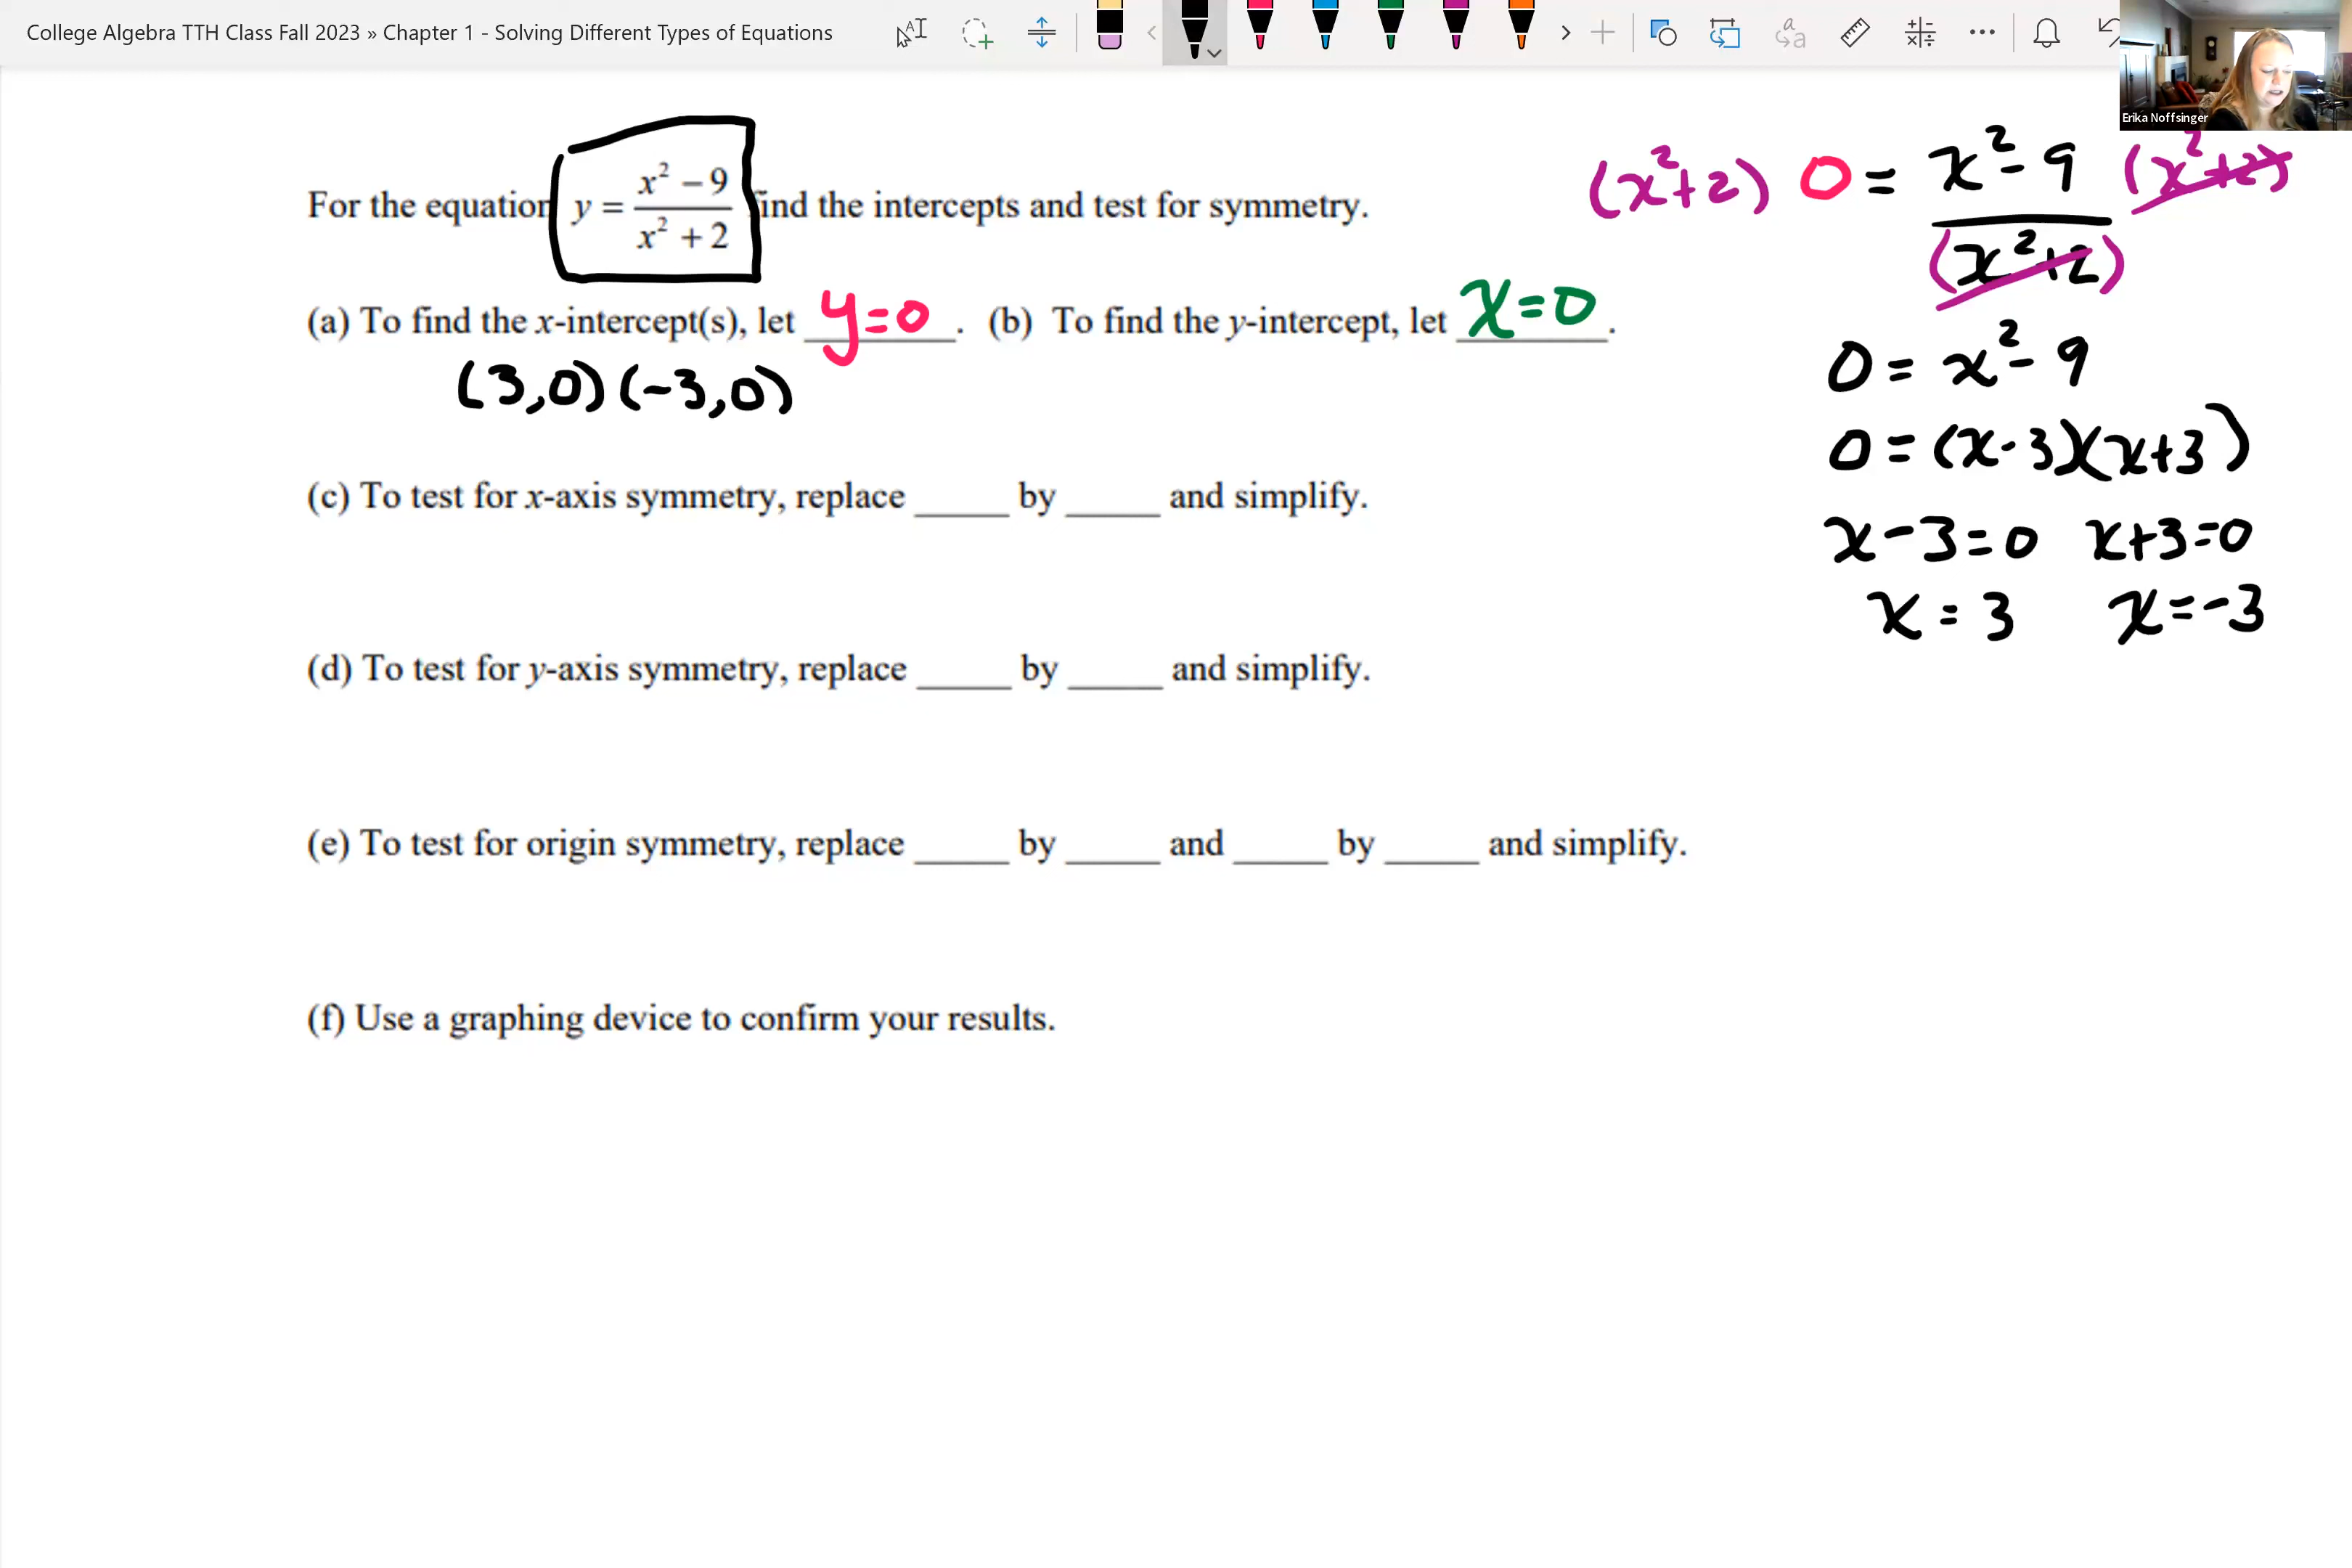 College Algebra TTH Class Fall 2023 » Chapter 1 - Solving Different Types of Equations
Erika Noffsinger
For the equation y = (x² − 9)/(x² + 2) find the intercepts and test for symmetry.
(a) To find the x-intercept(s), let y=0. (b) To find the y-intercept, let x=0.
(3,0)(-3,0)
(c) To test for x-axis symmetry, replace _____ by _____ and simplify.
(d) To test for y-axis symmetry, replace _____ by _____ and simplify.
(e) To test for origin symmetry, replace _____ by _____ and _____ by _____ and simplify.
(f) Use a graphing device to confirm your results.
(x²+2) 0 = x²-9 (x²+2)
(x²+2)
0 = x²-9
0 = (x-3)(x+3)
x-3=0 x+3=0
x=3 x=-3